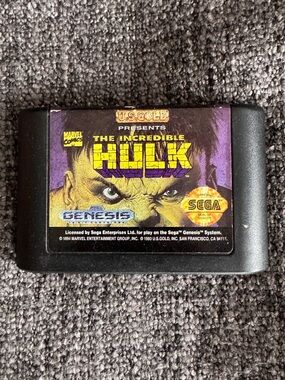 U.S. GOLD
PRESENTS
MARVEL
COMICS
THE INCREDIBLE
HULK
GENESIS
SEGA
Licensed by Sega Enterprises Ltd. for play on the Sega™ Genesis™ System.
© 1994 MARVEL ENTERTAINMENT GROUP, INC. © 1993 U.S. GOLD, INC. SAN FRANCISCO, CA